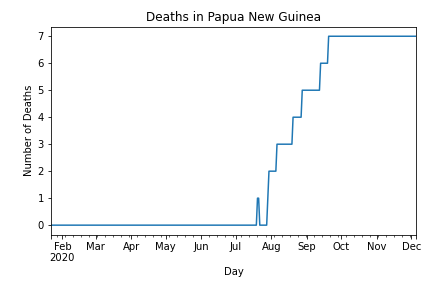 Deaths in Papua New Guinea
Number of Deaths
7
6
5
4
3
2
1
0
Feb Mar Apr May Jun Jul Aug Sep Oct Nov Dec
2020
Day